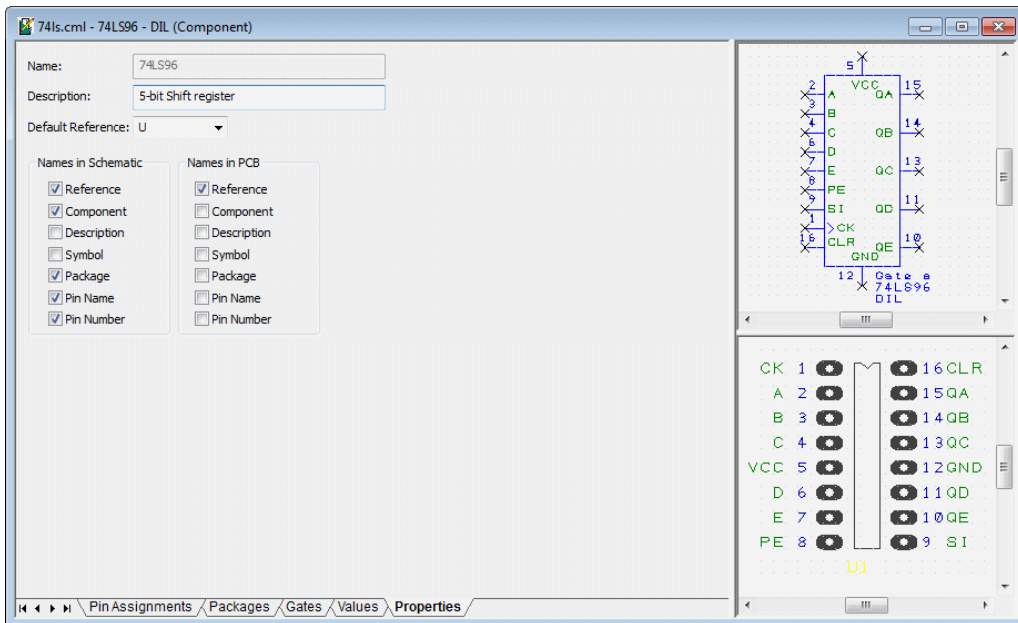 74ls.cml - 74LS96 - DIL (Component)
Name: 74LS96
Description: 5-bit Shift register
Default Reference: U
Names in Schematic
Reference
Component
Description
Symbol
Package
Pin Name
Pin Number
Names in PCB
Reference
Component
Description
Symbol
Package
Pin Name
Pin Number
Pin Assignments Packages Gates Values Properties
5
VCC
2 A QA 15
3 B
4 C QB 14
6 D
7 E QC 13
8 PE
9 SI QD 11
1 CK
16 CLR QE 10
GND
12 Gate a
74LS96
DIL
CK 1 16 CLR
A 2 15 QA
B 3 14 QB
C 4 13 QC
VCC 5 12 GND
D 6 11 QD
E 7 10 QE
PE 8 9 SI
U1